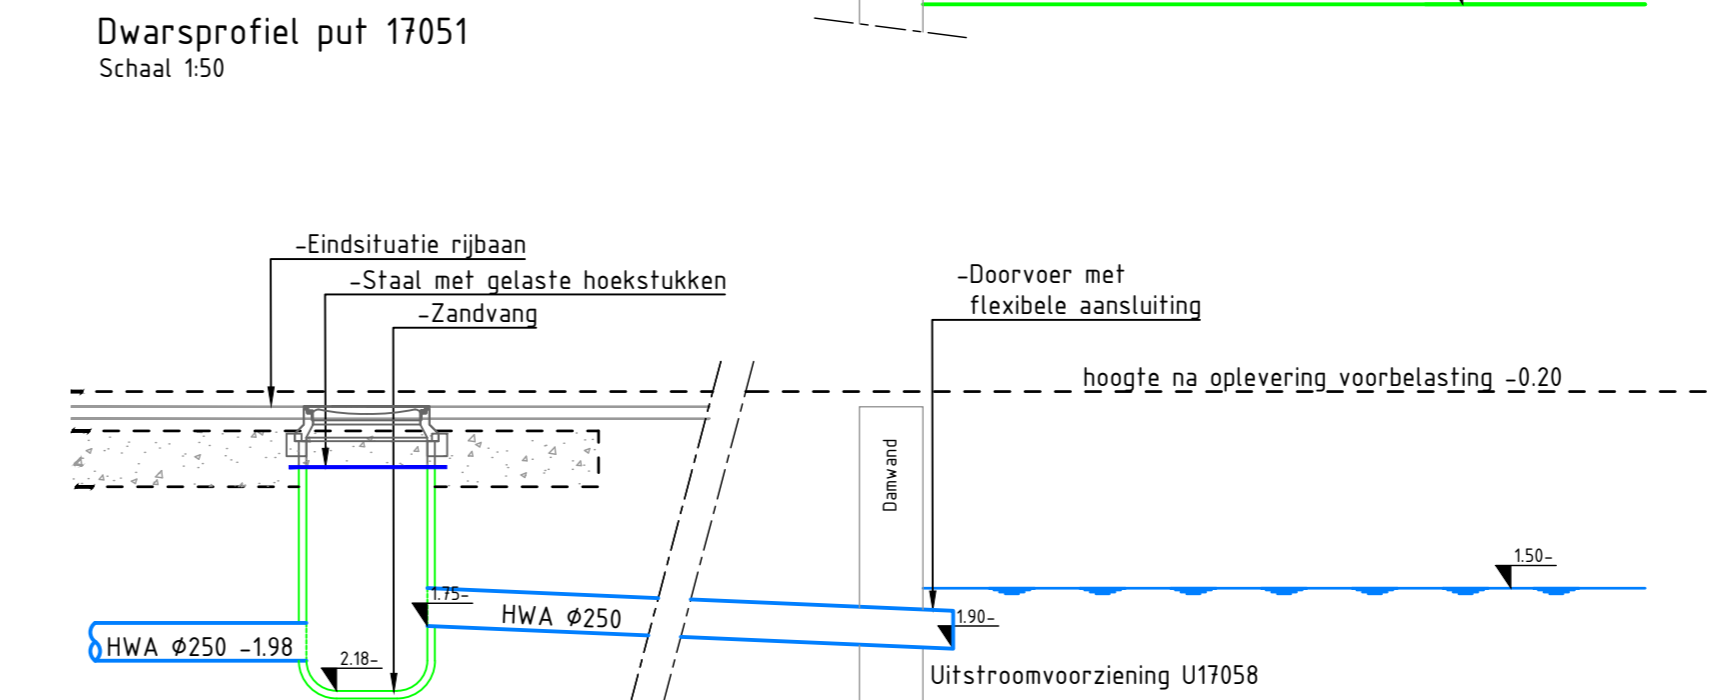 Dwarsprofiel put 17051
Schaal 1:50
-Eindsituatie rijbaan
-Staal met gelaste hoekstukken
-Zandvang
-Doorvoer met
flexibele aansluiting
hoogte na oplevering voorbelasting -0.20
Damwand
1.50-
1.75-
HWA Ø250
1.90-
HWA Ø250 -1.98
2.18-
Uitstroomvoorziening U17058